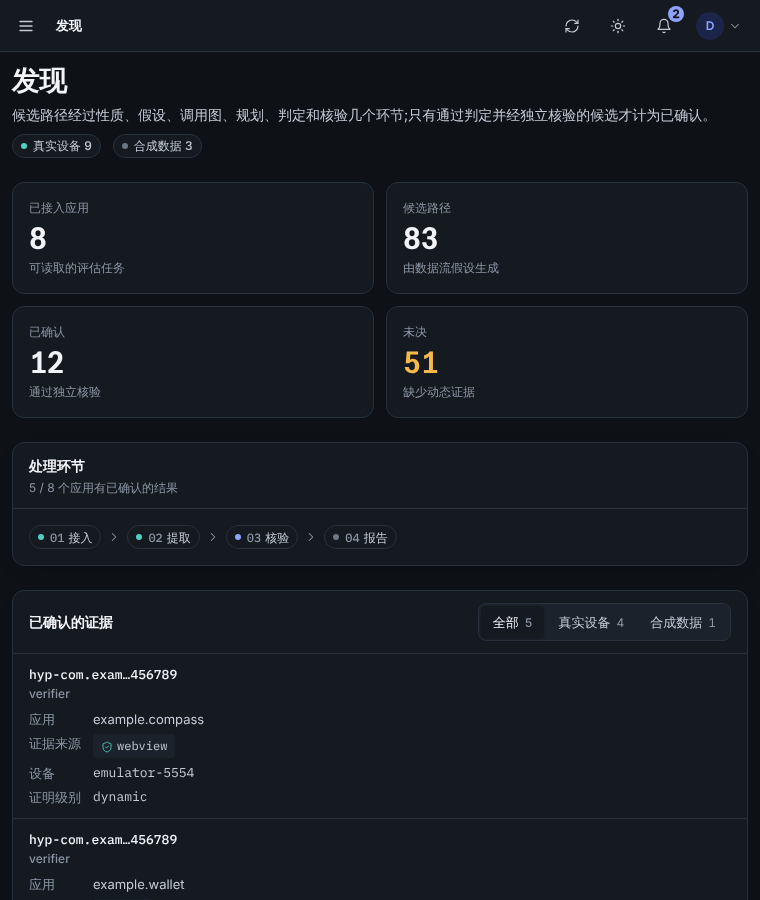 发现
2
D
发现
候选路径经过性质、假设、调用图、规划、判定和核验几个环节;只有通过判定并经独立核验的候选才计为已确认。
真实设备 9
合成数据 3
已接入应用
8
可读取的评估任务
候选路径
83
由数据流假设生成
已确认
12
通过独立核验
未决
51
缺少动态证据
处理环节
5 / 8 个应用有已确认的结果
01 接入
02 提取
03 核验
04 报告
已确认的证据
全部 5
真实设备 4
合成数据 1
hyp-com.exam…456789
verifier
应用 example.compass
证据来源 webview
设备 emulator-5554
证明级别 dynamic
hyp-com.exam…456789
verifier
应用 example.wallet